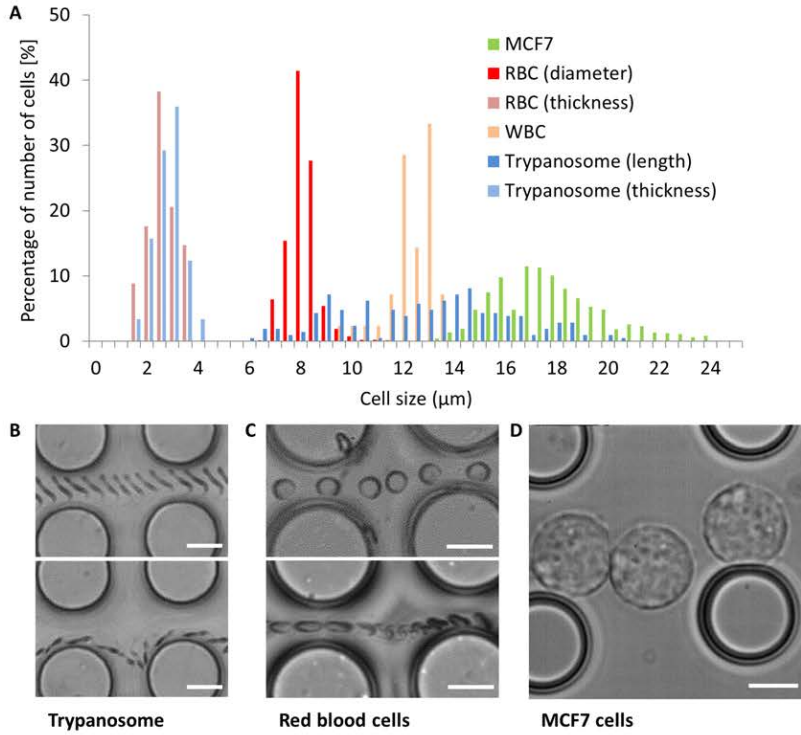 A
Percentage of number of cells [%]
50
40
30
20
10
0
MCF7
RBC (diameter)
RBC (thickness)
WBC
Trypanosome (length)
Trypanosome (thickness)
0 2 4 6 8 10 12 14 16 18 20 22 24
Cell size (μm)
B C D
Trypanosome Red blood cells MCF7 cells